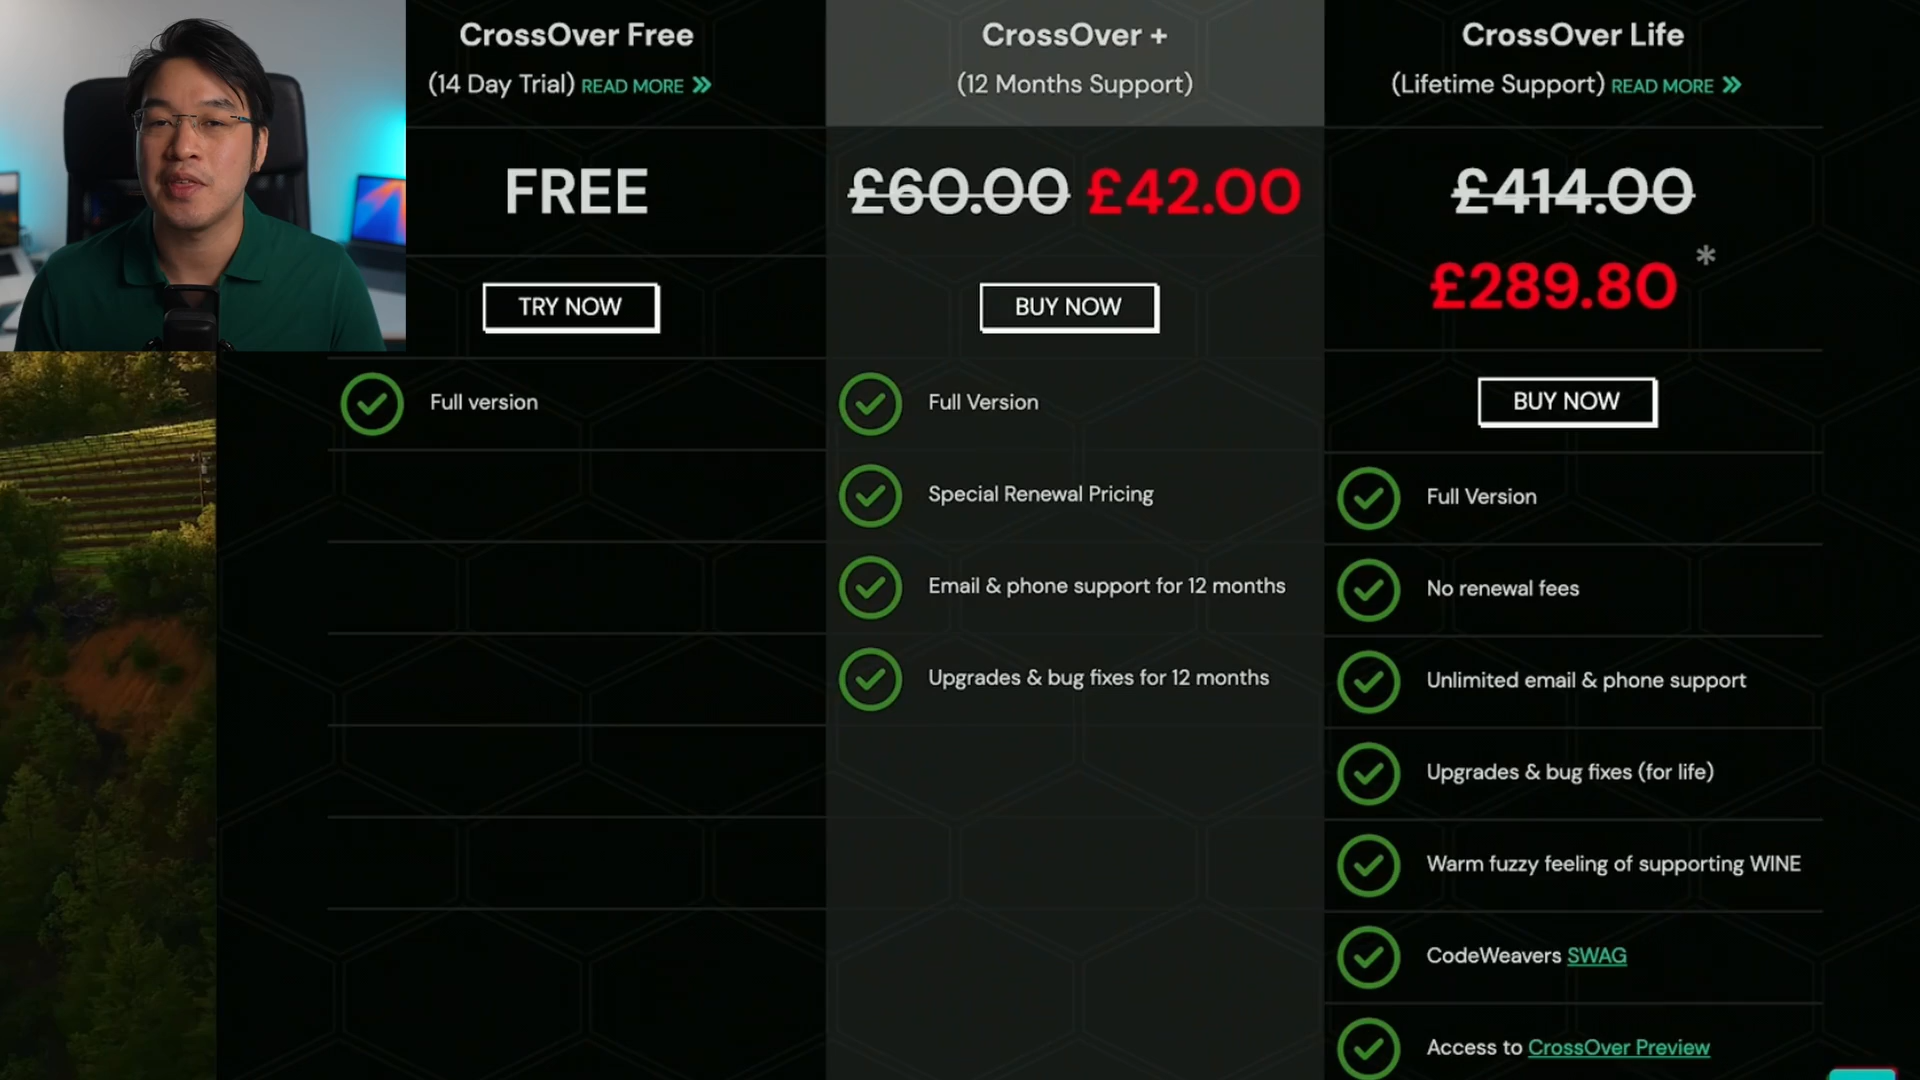 CrossOver Free
(14 Day Trial) READ MORE »
FREE
TRY NOW
Full version
CrossOver +
(12 Months Support)
£60.00 £42.00
BUY NOW
Full Version
Special Renewal Pricing
Email & phone support for 12 months
Upgrades & bug fixes for 12 months
CrossOver Life
(Lifetime Support) READ MORE »
£414.00
£289.80 *
BUY NOW
Full Version
No renewal fees
Unlimited email & phone support
Upgrades & bug fixes (for life)
Warm fuzzy feeling of supporting WINE
CodeWeavers SWAG
Access to CrossOver Preview